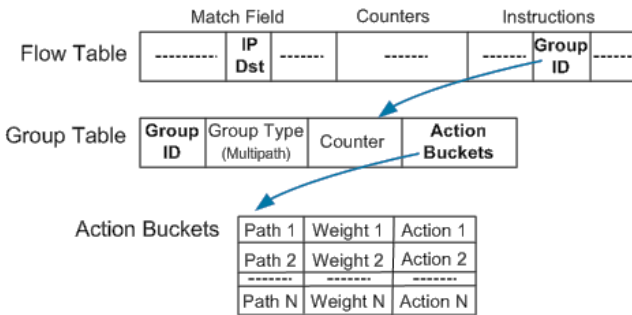 Match Field Counters Instructions
Flow Table IP Dst Group ID
Group Table Group ID Group Type (Multipath) Counter Action Buckets
Action Buckets Path 1 Weight 1 Action 1
Path 2 Weight 2 Action 2
Path N Weight N Action N